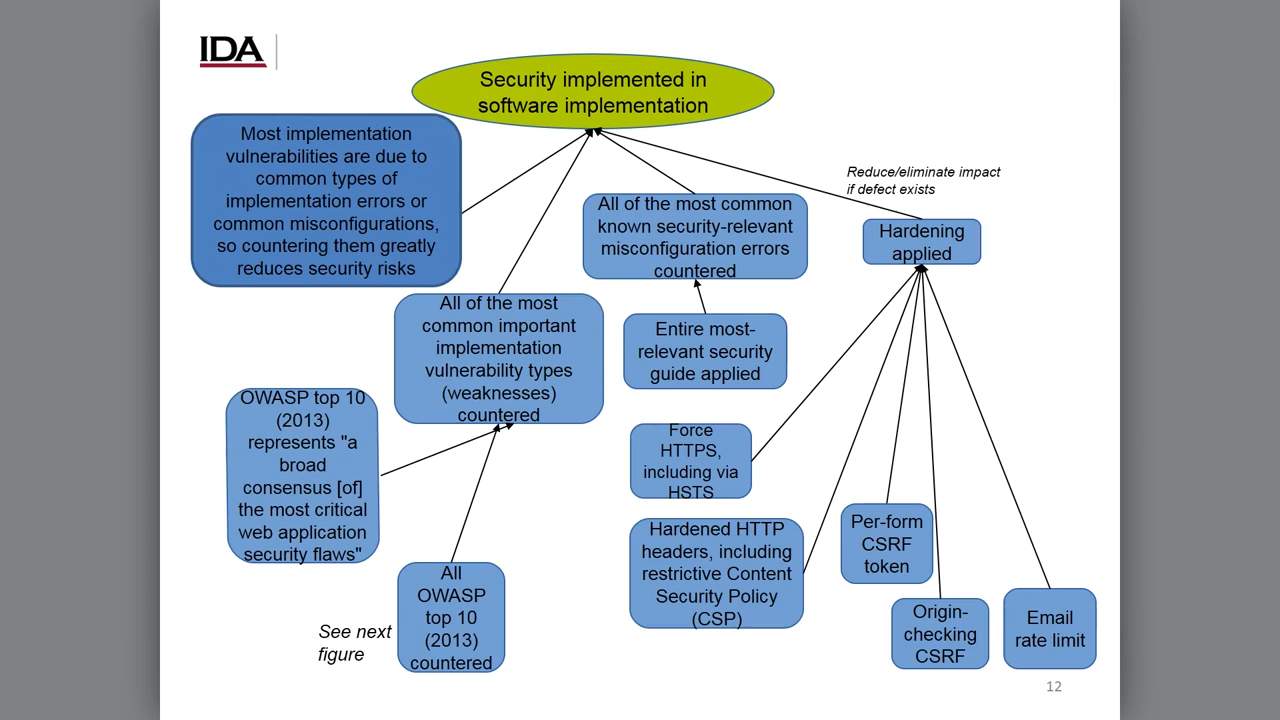 IDA
Security implemented in
software implementation
Most implementation
vulnerabilities are due to
common types of
implementation errors or
common misconfigurations,
so countering them greatly
reduces security risks
Reduce/eliminate impact
if defect exists
All of the most common
known security-relevant
misconfiguration errors
countered
Hardening
applied
All of the most
common important
implementation
vulnerability types
(weaknesses)
countered
Entire most-
relevant security
guide applied
OWASP top 10
(2013)
represents "a
broad
consensus [of]
the most critical
web application
security flaws"
Force
HTTPS,
including via
HSTS
Hardened HTTP
headers, including
restrictive Content
Security Policy
(CSP)
Per-form
CSRF
token
All
OWASP
top 10
(2013)
countered
See next
figure
Origin-
checking
CSRF
Email
rate limit
12